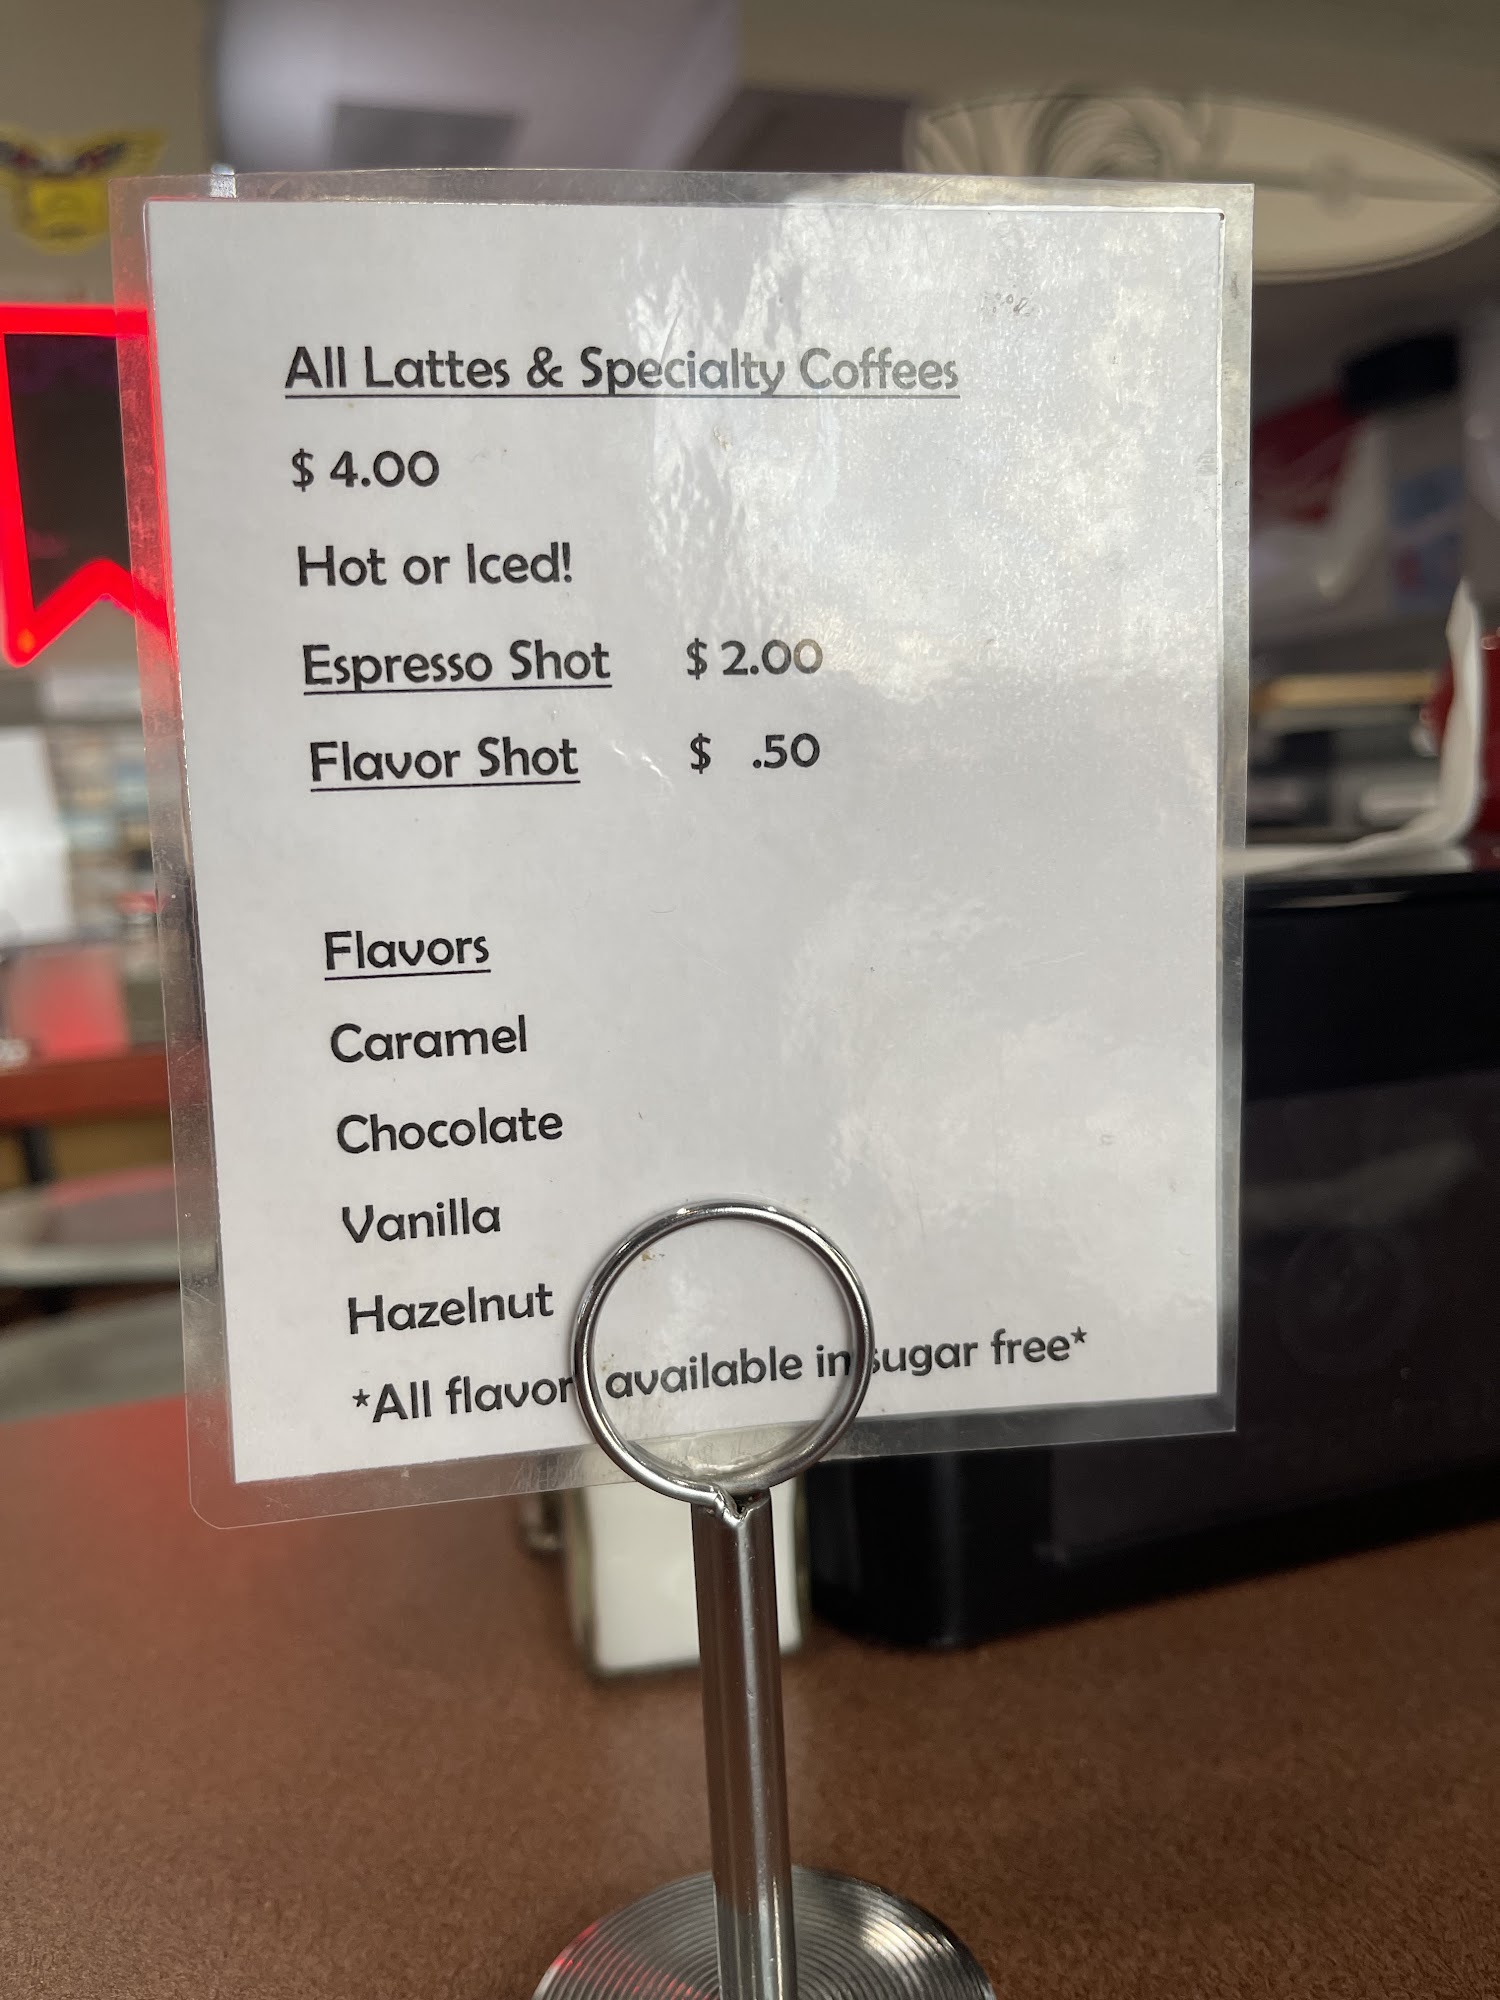 All Lattes & Specialty Coffees
$ 4.00
Hot or Iced!
Espresso Shot $ 2.00
Flavor Shot $ .50
Flavors
Caramel
Chocolate
Vanilla
Hazelnut
*All flavors available in sugar free*